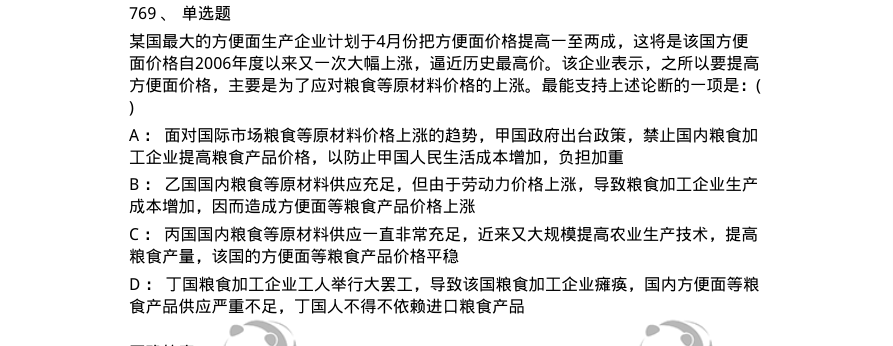 769 、 单选题
某国最大的方便面生产企业计划于4月份把方便面价格提高一至两成，这将是该国方便
面价格自2006年度以来又一次大幅上涨，逼近历史最高价。该企业表示，之所以要提高
方便面价格，主要是为了应对粮食等原材料价格的上涨。最能支持上述论断的一项是：(
)
A ： 面对国际市场粮食等原材料价格上涨的趋势，甲国政府出台政策，禁止国内粮食加
工企业提高粮食产品价格，以防止甲国人民生活成本增加，负担加重
B ： 乙国国内粮食等原材料供应充足，但由于劳动力价格上涨，导致粮食加工企业生产
成本增加，因而造成方便面等粮食产品价格上涨
C ： 丙国国内粮食等原材料供应一直非常充足，近来又大规模提高农业生产技术，提高
粮食产量，该国的方便面等粮食产品价格平稳
D ： 丁国粮食加工企业工人举行大罢工，导致该国粮食加工企业瘫痪，国内方便面等粮
食产品供应严重不足，丁国人不得不依赖进口粮食产品